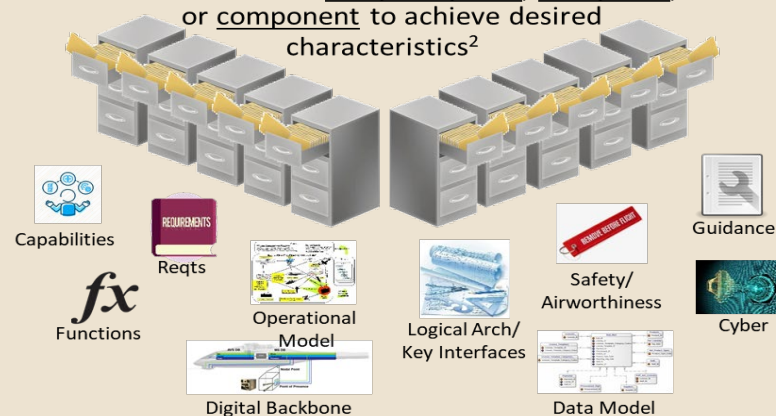 or component to achieve desired
characteristics²
Capabilities
REQUIREMENTS
Reqts
fx
Functions
Operational
Model
Digital Backbone
Logical Arch/
Key Interfaces
REMOVE BEFORE FLIGHT
Safety/
Airworthiness
Guidance
Cyber
Data Model